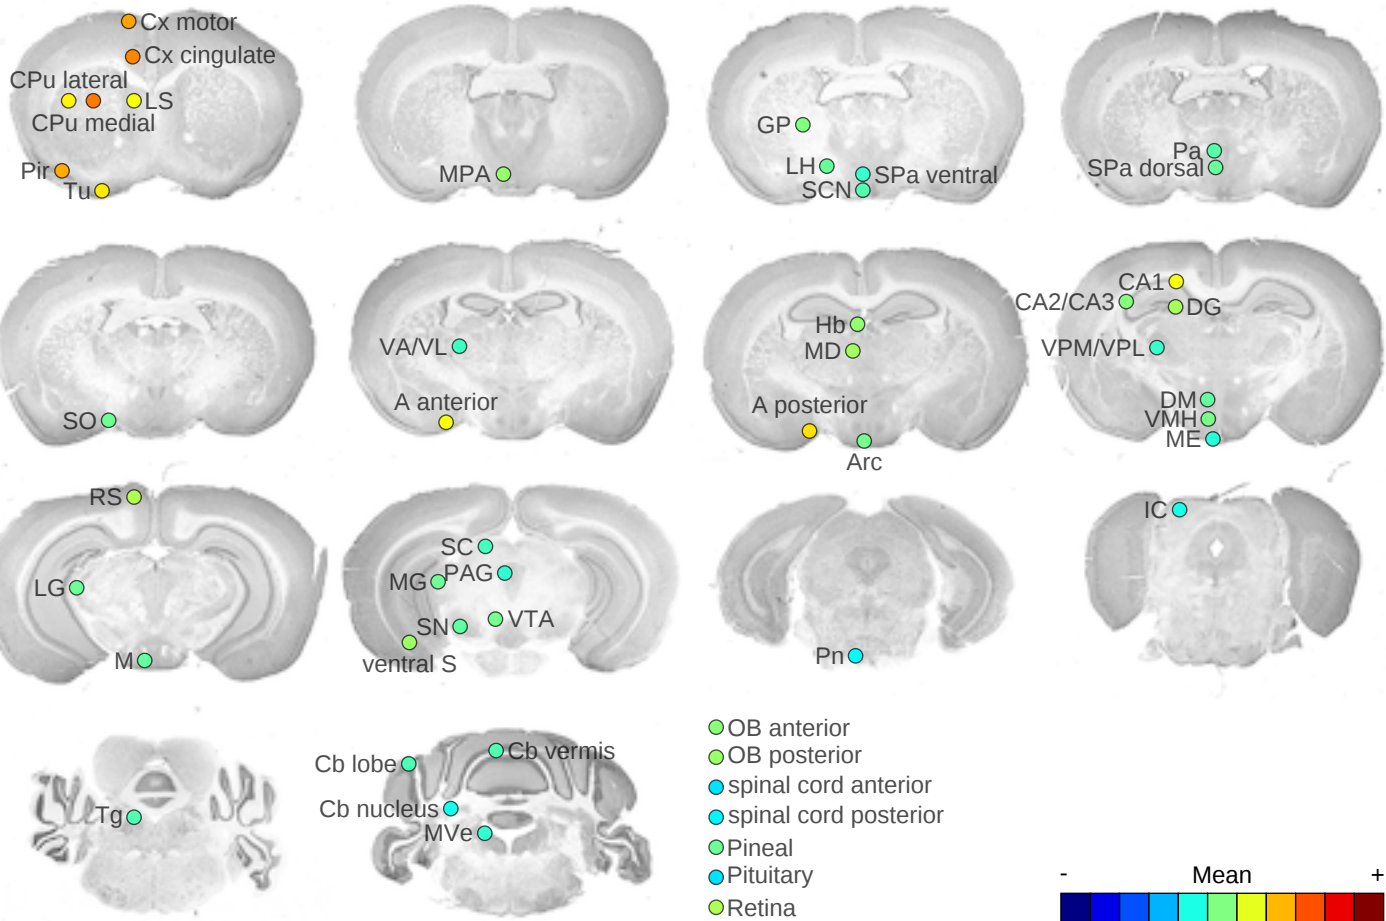 Cx motor
Cx cingulate
CPu lateral
LS
CPu medial
Pir
Tu
MPA
GP
LH
SPa ventral
SCN
Pa
SPa dorsal
SO
VA/VL
A anterior
Hb
MD
A posterior
Arc
CA1
CA2/CA3
DG
VPM/VPL
DM
VMH
ME
RS
LG
M
SC
MG
PAG
SN
VTA
ventral S
Pn
IC
Tg
Cb lobe
Cb vermis
Cb nucleus
MVe
OB anterior
OB posterior
spinal cord anterior
spinal cord posterior
Pineal
Pituitary
Retina
- Mean +